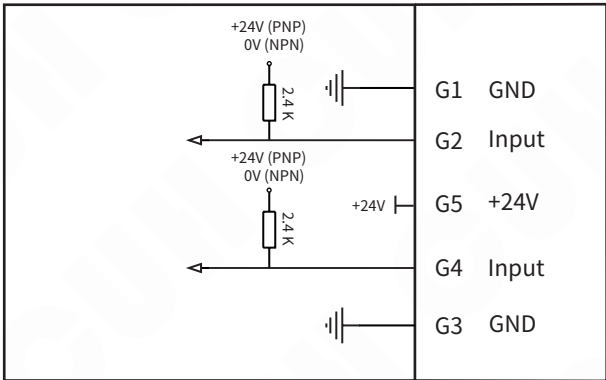 +24V (PNP)
0V (NPN)
2.4 K
G1 GND
G2 Input
+24V (PNP)
0V (NPN)
2.4 K
+24V
G5 +24V
G4 Input
G3 GND